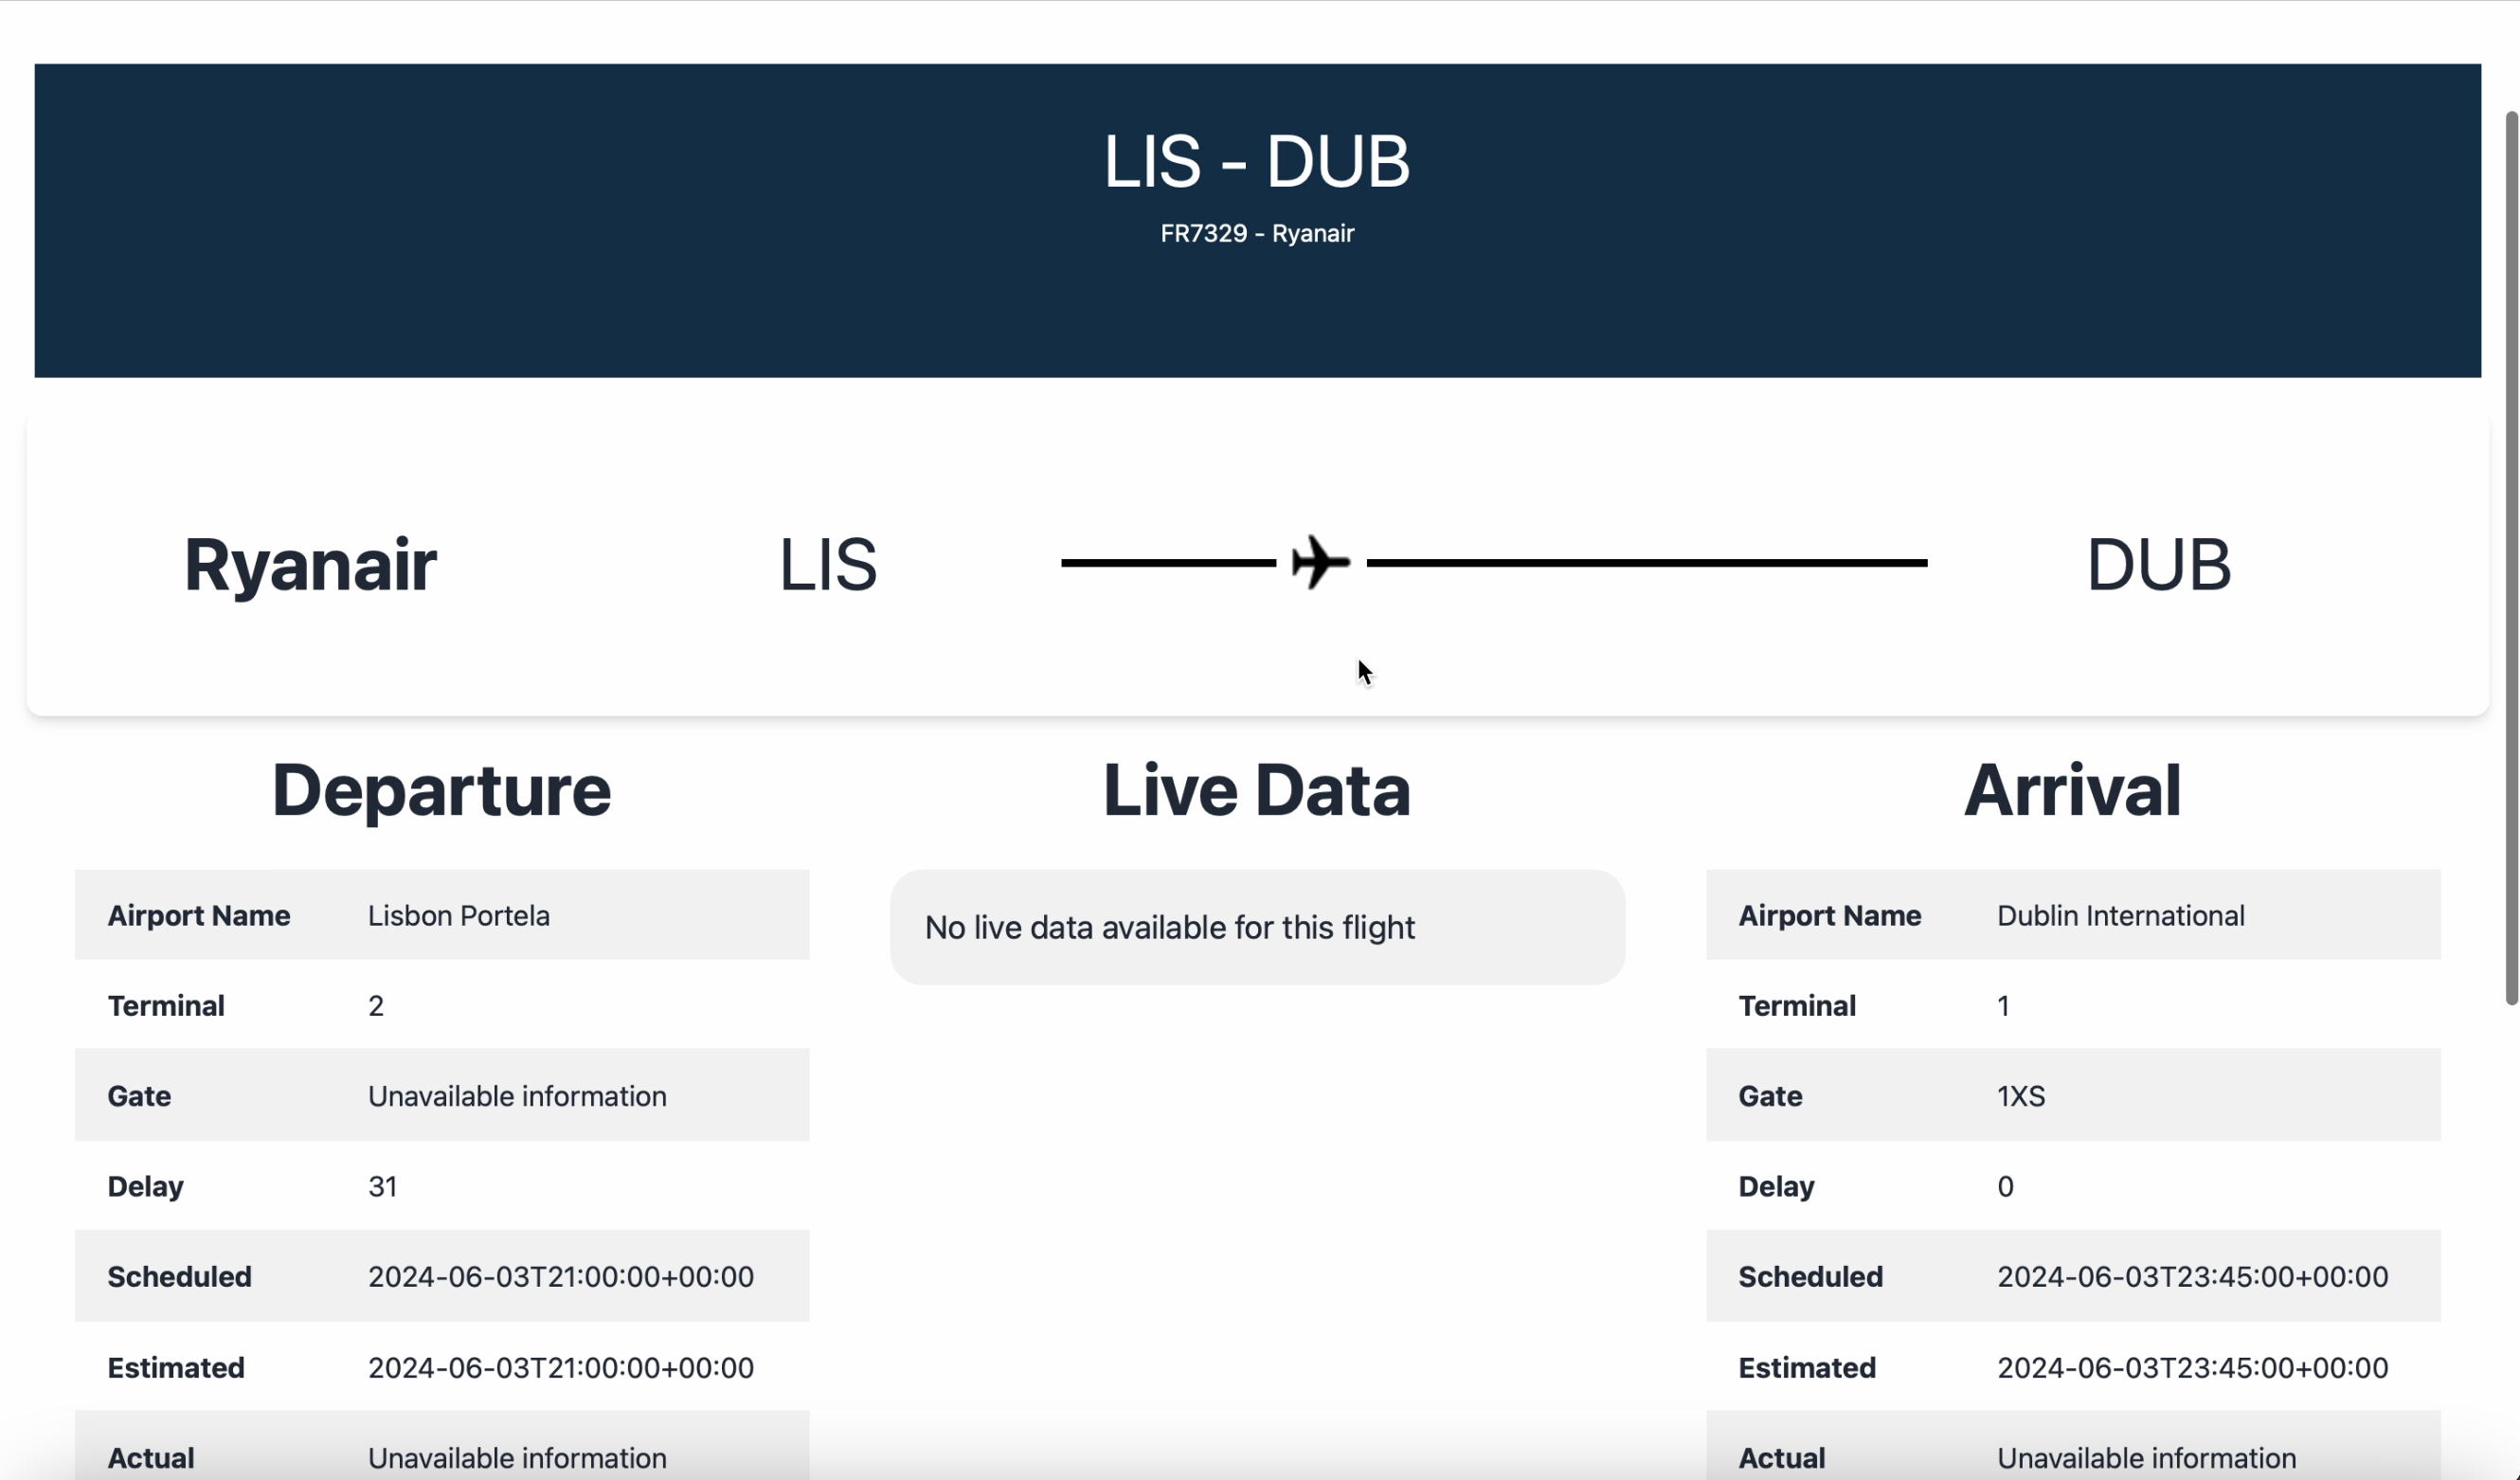 LIS - DUB
FR7329 - Ryanair
Ryanair LIS DUB
Departure
Airport Name Lisbon Portela
Terminal 2
Gate Unavailable information
Delay 31
Scheduled 2024-06-03T21:00:00+00:00
Estimated 2024-06-03T21:00:00+00:00
Actual Unavailable information
Live Data
No live data available for this flight
Arrival
Airport Name Dublin International
Terminal 1
Gate 1XS
Delay 0
Scheduled 2024-06-03T23:45:00+00:00
Estimated 2024-06-03T23:45:00+00:00
Actual Unavailable information